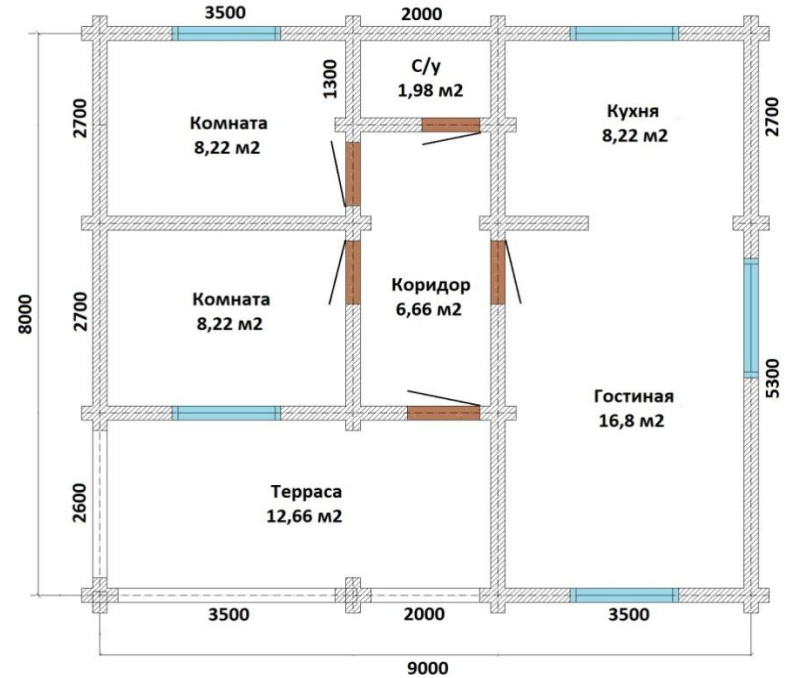 3500
2000
С/у
1,98 м2
1300
2700
Комната
8,22 м2
Кухня
8,22 м2
2700
8000
2700
Комната
8,22 м2
Коридор
6,66 м2
5300
Гостиная
16,8 м2
2600
Терраса
12,66 м2
3500
2000
3500
9000